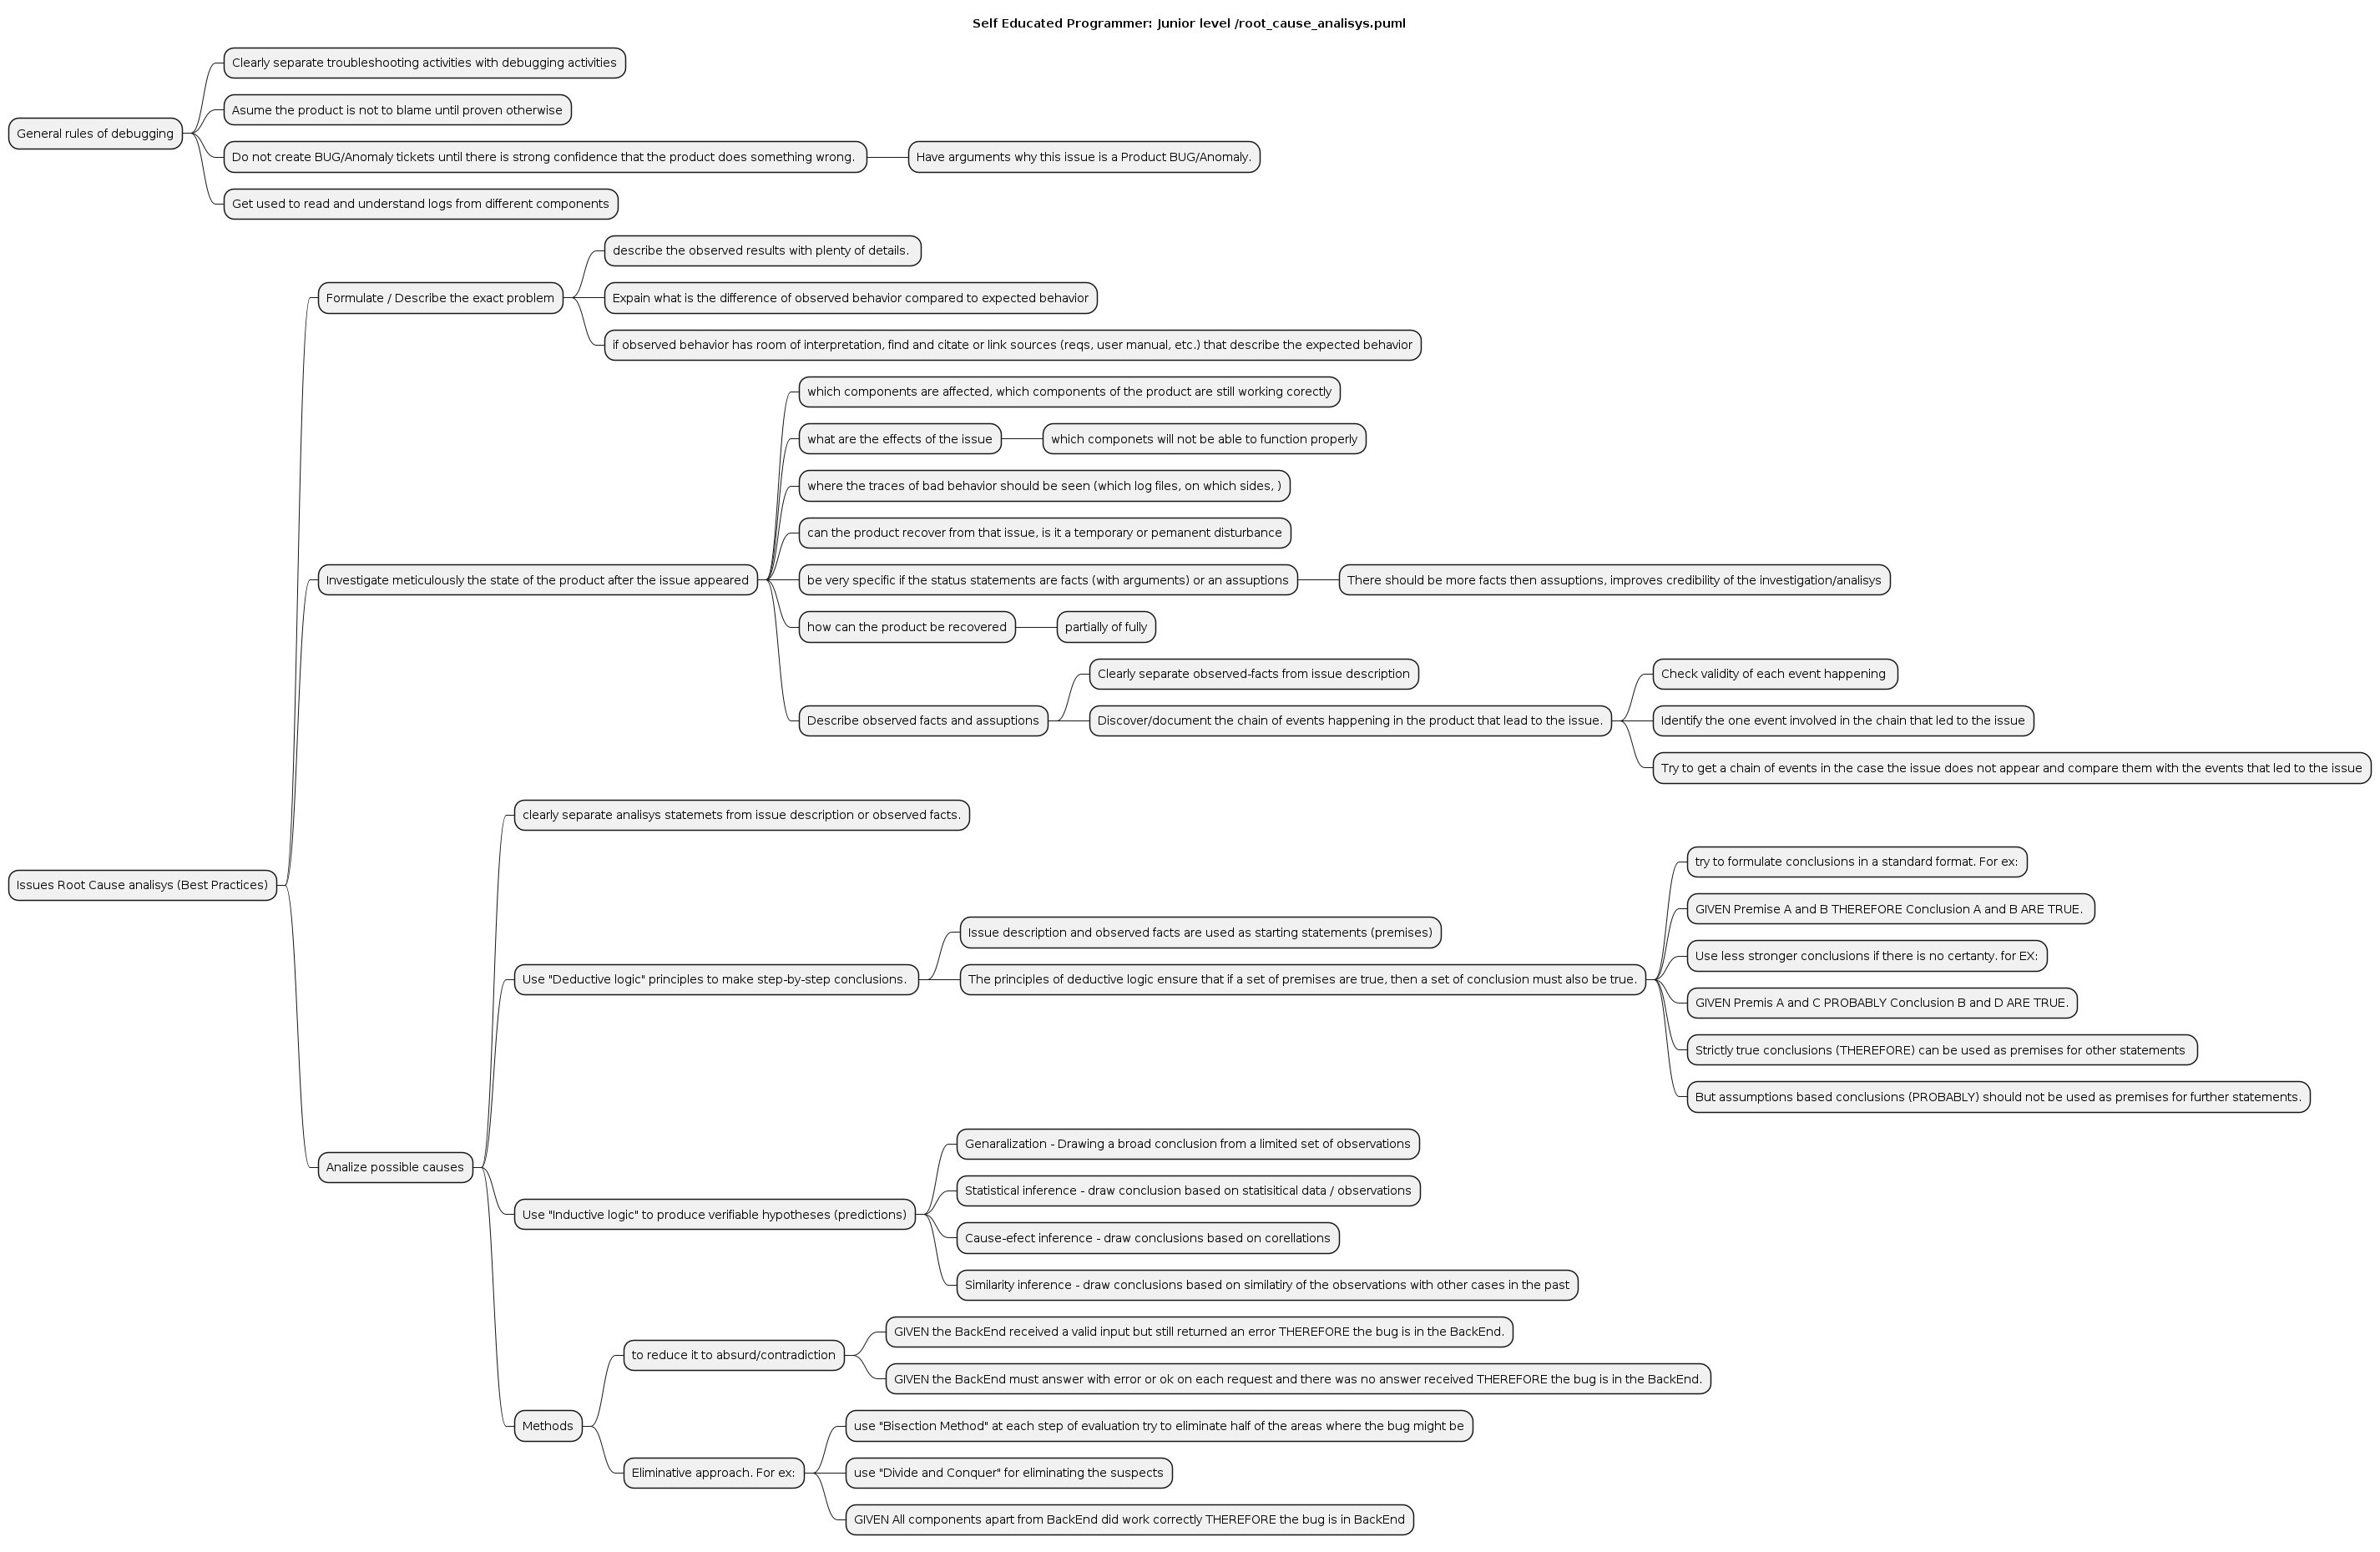 Self Educated Programmer: Junior level /root_cause_analisys.puml
General rules of debugging
Clearly separate troubleshooting activities with debugging activities
Asume the product is not to blame until proven otherwise
Do not create BUG/Anomaly tickets until there is strong confidence that the product does something wrong.
Have arguments why this issue is a Product BUG/Anomaly.
Get used to read and understand logs from different components
Issues Root Cause analisys (Best Practices)
Formulate / Describe the exact problem
describe the observed results with plenty of details.
Expain what is the difference of observed behavior compared to expected behavior
if observed behavior has room of interpretation, find and citate or link sources (reqs, user manual, etc.) that describe the expected behavior
Investigate meticulously the state of the product after the issue appeared
which components are affected, which components of the product are still working corectly
what are the effects of the issue
which componets will not be able to function properly
where the traces of bad behavior should be seen (which log files, on which sides, )
can the product recover from that issue, is it a temporary or pemanent disturbance
be very specific if the status statements are facts (with arguments) or an assuptions
There should be more facts then assuptions, improves credibility of the investigation/analisys
how can the product be recovered
partially of fully
Describe observed facts and assuptions
Clearly separate observed-facts from issue description
Discover/document the chain of events happening in the product that lead to the issue.
Check validity of each event happening
Identify the one event involved in the chain that led to the issue
Try to get a chain of events in the case the issue does not appear and compare them with the events that led to the issue
Analize possible causes
clearly separate analisys statemets from issue description or observed facts.
Use "Deductive logic" principles to make step-by-step conclusions.
Issue description and observed facts are used as starting statements (premises)
The principles of deductive logic ensure that if a set of premises are true, then a set of conclusion must also be true.
try to formulate conclusions in a standard format. For ex:
GIVEN Premise A and B THEREFORE Conclusion A and B ARE TRUE.
Use less stronger conclusions if there is no certanty. for EX:
GIVEN Premis A and C PROBABLY Conclusion B and D ARE TRUE.
Strictly true conclusions (THEREFORE) can be used as premises for other statements
But assumptions based conclusions (PROBABLY) should not be used as premises for further statements.
Use "Inductive logic" to produce verifiable hypotheses (predictions)
Genaralization - Drawing a broad conclusion from a limited set of observations
Statistical inference - draw conclusion based on statisitical data / observations
Cause-efect inference - draw conclusions based on corellations
Similarity inference - draw conclusions based on similatiry of the observations with other cases in the past
Methods
to reduce it to absurd/contradiction
GIVEN the BackEnd received a valid input but still returned an error THEREFORE the bug is in the BackEnd.
GIVEN the BackEnd must answer with error or ok on each request and there was no answer received THEREFORE the bug is in the BackEnd.
Eliminative approach. For ex:
use "Bisection Method" at each step of evaluation try to eliminate half of the areas where the bug might be
use "Divide and Conquer" for eliminating the suspects
GIVEN All components apart from BackEnd did work correctly THEREFORE the bug is in BackEnd